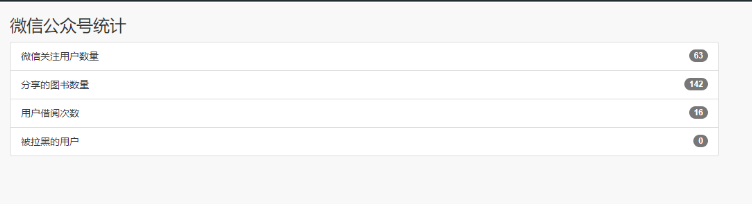 微信公众号统计
微信关注用户数量 63
分享的图书数量 142
用户借阅次数 16
被拉黑的用户 0